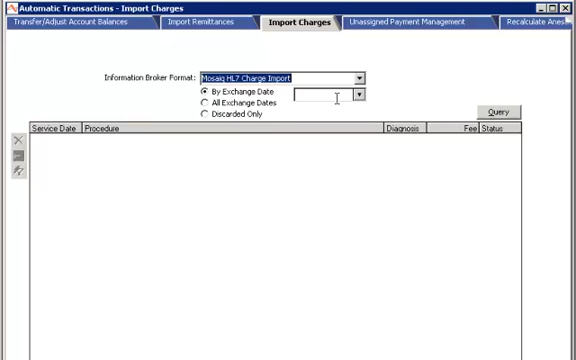 Automatic Transactions - Import Charges
Transfer/Adjust Account Balances
Import Remittances
Import Charges
Unassigned Payment Management
Recalculate Anes
Information Broker Format:
Mosaiq HL7 Charge Import
By Exchange Date
All Exchange Dates
Discarded Only
Query
Service Date
Procedure
Diagnosis
Fee
Status